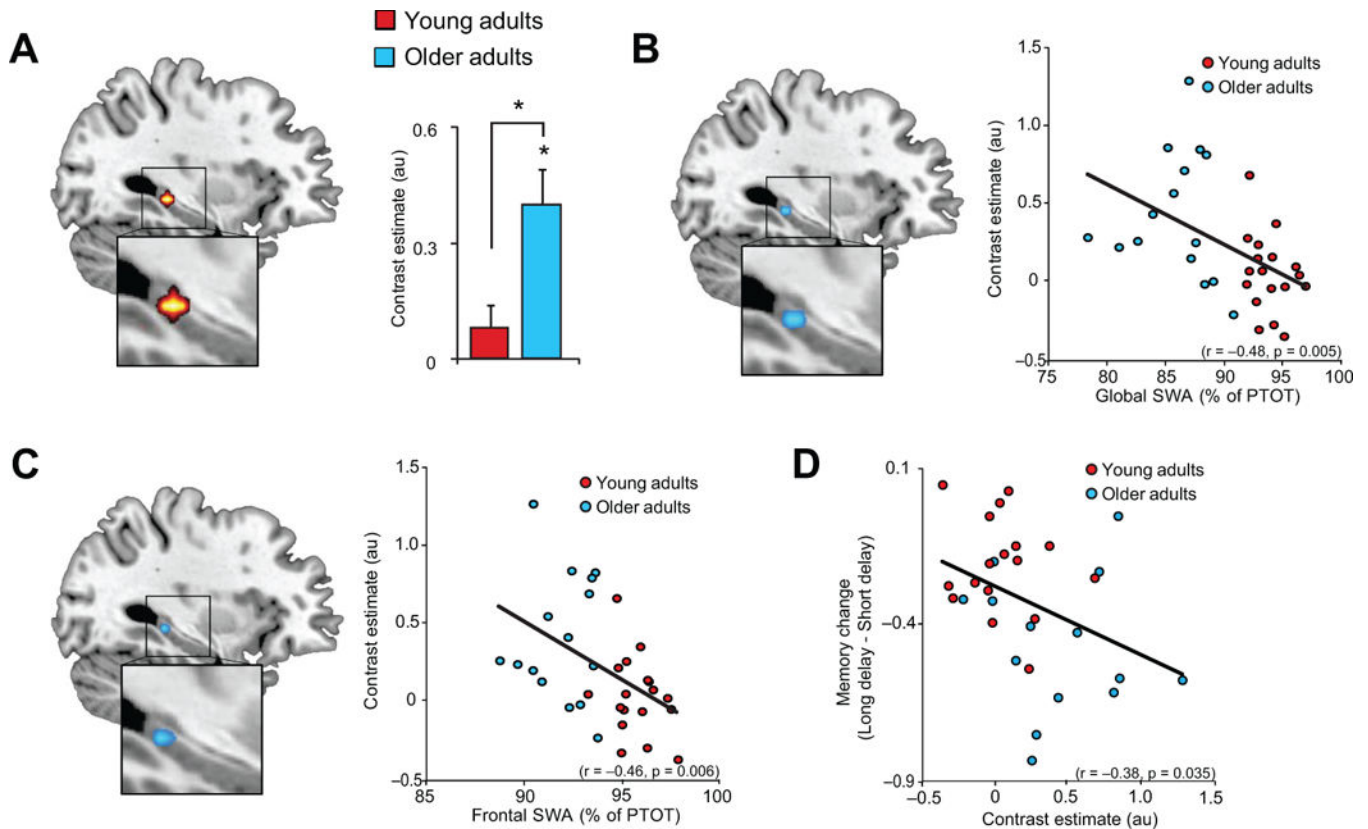 A
Young adults
Older adults
Contrast estimate (au)
0.6
0.3
0
*
*
B
Young adults
Older adults
Contrast estimate (au)
1.5
1.0
0.5
0
–0.5
(r = –0.48, p = 0.005)
75
80
85
90
95
100
Global SWA (% of PTOT)
C
Young adults
Older adults
Contrast estimate (au)
1.5
1.0
0.5
0
–0.5
(r = –0.46, p = 0.006)
85
90
95
100
Frontal SWA (% of PTOT)
D
Young adults
Older adults
Memory change
(Long delay - Short delay)
0.1
–0.4
–0.9
(r = –0.38, p = 0.035)
–0.5
0
0.5
1.0
1.5
Contrast estimate (au)